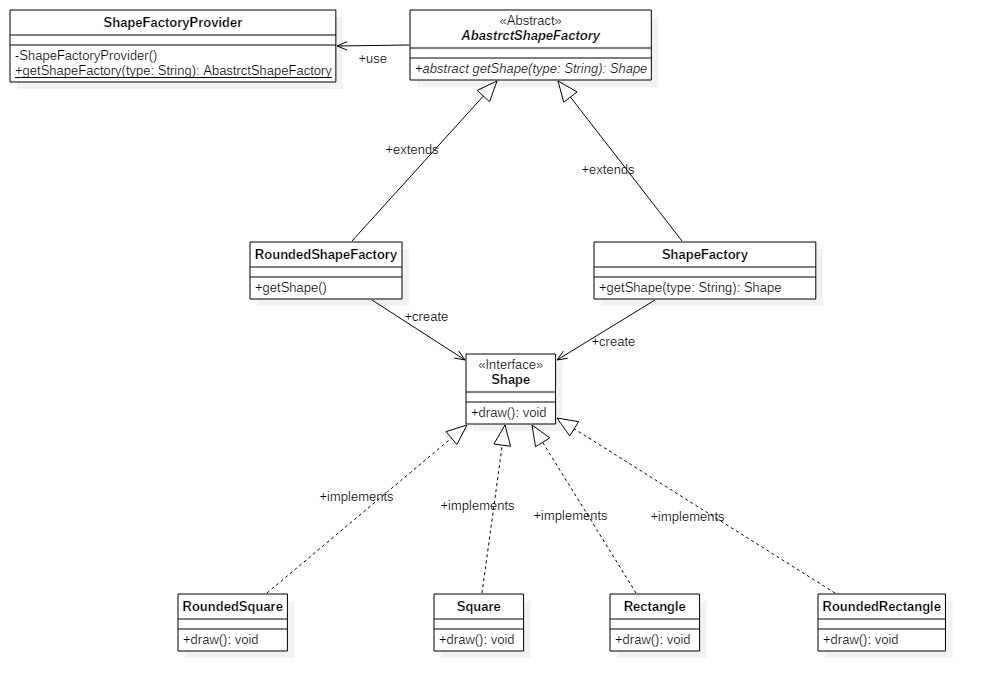 ShapeFactoryProvider
-ShapeFactoryProvider()
+getShapeFactory(type: String): AbastrctShapeFactory
+use
«Abstract»
AbastrctShapeFactory
+abstract getShape(type: String): Shape
+extends
+extends
RoundedShapeFactory
+getShape()
ShapeFactory
+getShape(type: String): Shape
+create
+create
«Interface»
Shape
+draw(): void
+implements
+implements
+implements
+implements
RoundedSquare
+draw(): void
Square
+draw(): void
Rectangle
+draw(): void
RoundedRectangle
+draw(): void